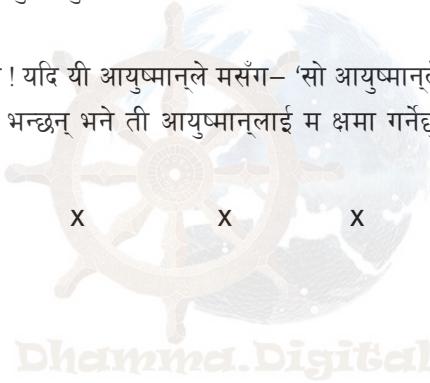 ! यदि यी आयुष्मान्‌ले मसँग– ‘सो आयुष्मान्‌ले
भन्छन् भने ती आयुष्मान्‌लाई म क्षमा गर्नेछु
x x x
Dhamma.Digital